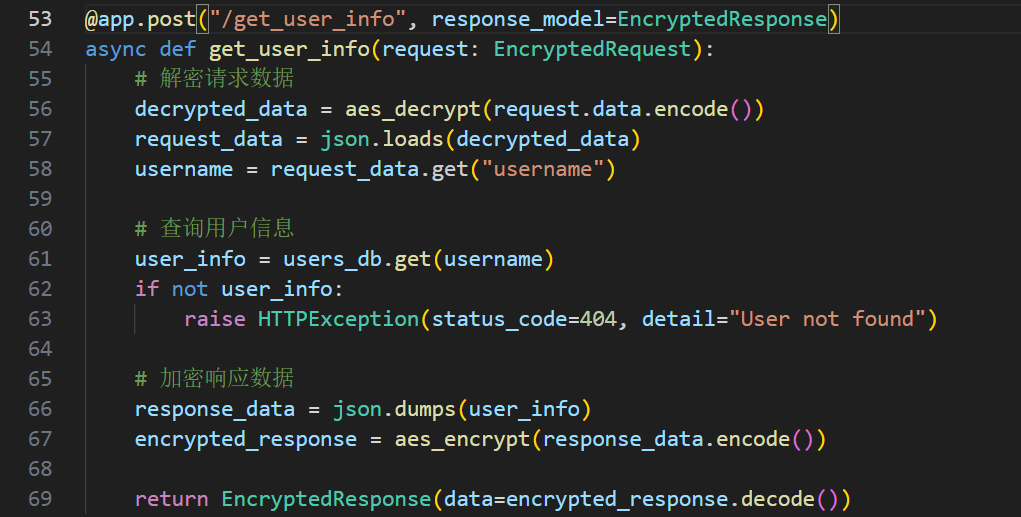 53 @app.post("/get_user_info", response_model=EncryptedResponse)
54 async def get_user_info(request: EncryptedRequest):
55     # 解密请求数据
56     decrypted_data = aes_decrypt(request.data.encode())
57     request_data = json.loads(decrypted_data)
58     username = request_data.get("username")
59
60     # 查询用户信息
61     user_info = users_db.get(username)
62     if not user_info:
63         raise HTTPException(status_code=404, detail="User not found")
64
65     # 加密响应数据
66     response_data = json.dumps(user_info)
67     encrypted_response = aes_encrypt(response_data.encode())
68
69     return EncryptedResponse(data=encrypted_response.decode())